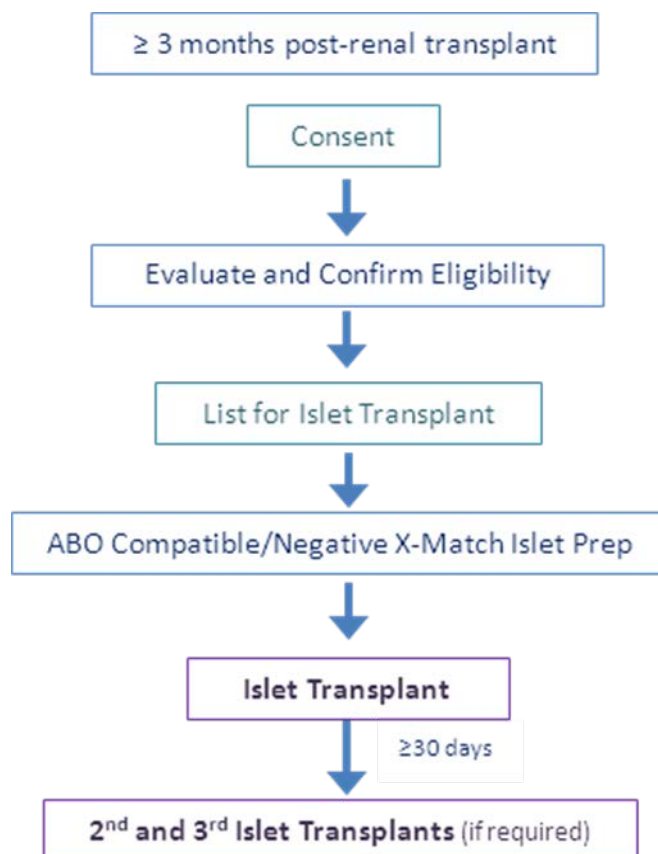 ≥ 3 months post-renal transplant
Consent
Evaluate and Confirm Eligibility
List for Islet Transplant
ABO Compatible/Negative X-Match Islet Prep
Islet Transplant
≥30 days
2nd and 3rd Islet Transplants (if required)